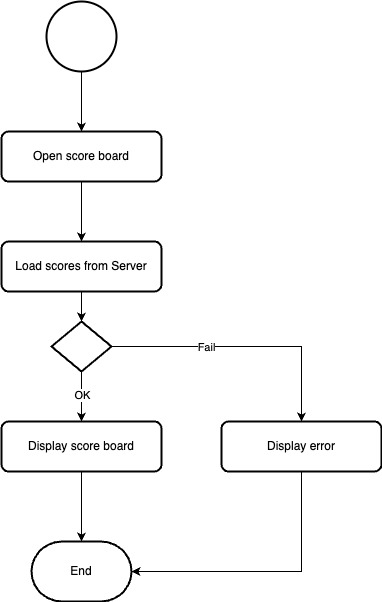 Open score board
Load scores from Server
Fail
OK
Display score board
Display error
End